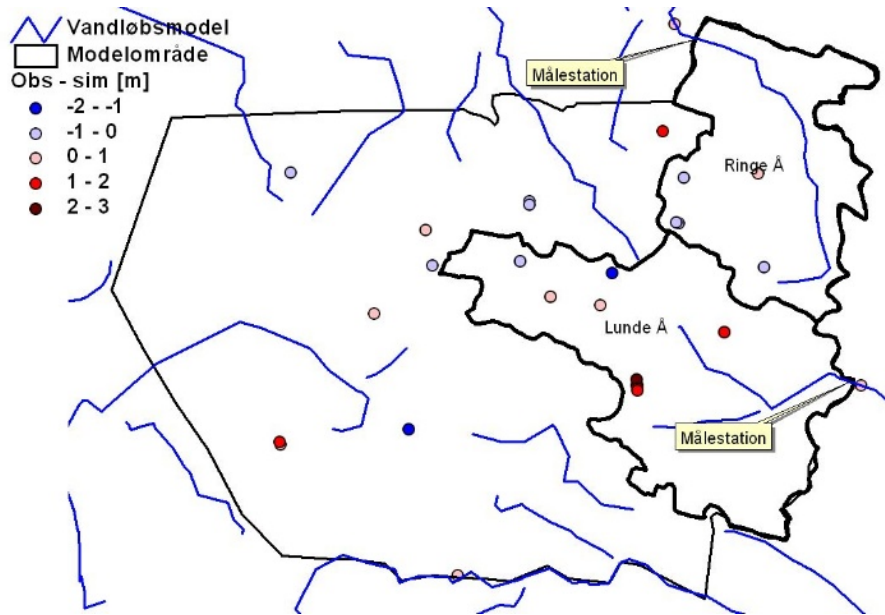 Vandløbsmodel
Modelområde
Obs - sim [m]
-2 - -1
-1 - 0
0 - 1
1 - 2
2 - 3
Målestation
Ringe Å
Lunde Å
Målestation